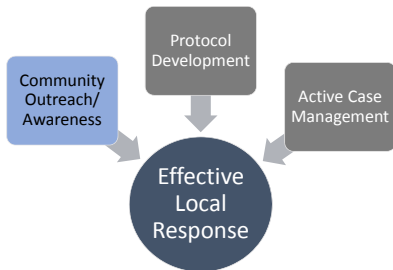 Protocol
Development
Community
Outreach/
Awareness
Active Case
Management
Effective
Local
Response